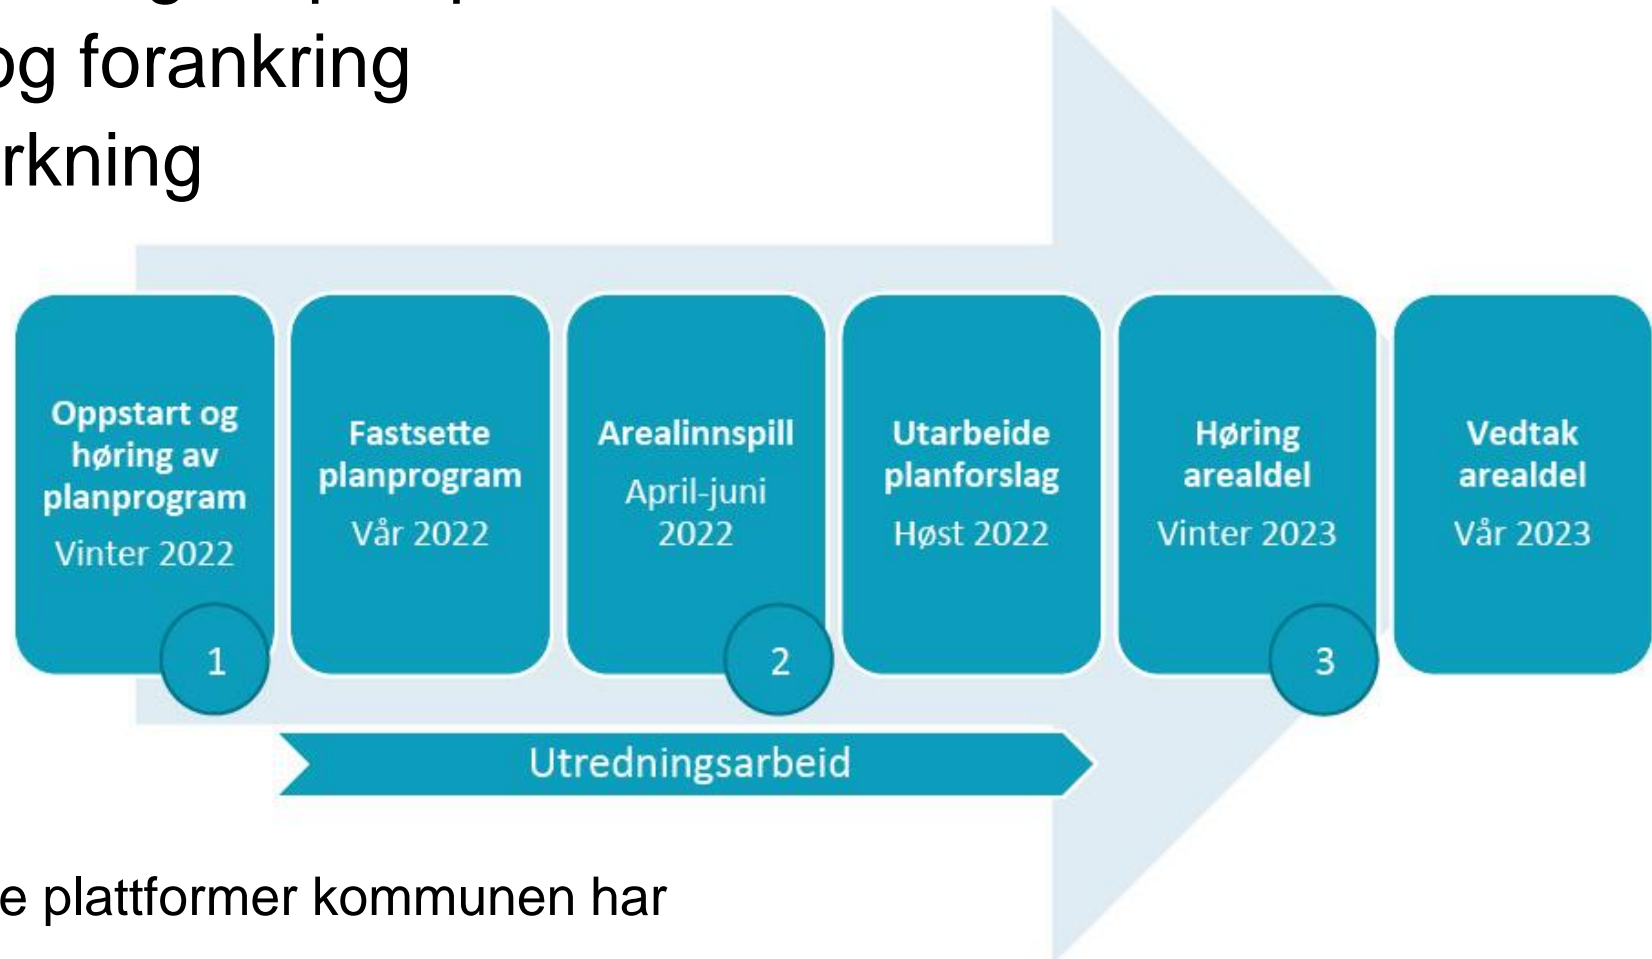 og forankring
rkning
Oppstart og
høring av
planprogram
Vinter 2022
1
Fastsette
planprogram
Vår 2022
Arealinnspill
April-juni
2022
2
Utarbeide
planforslag
Høst 2022
Høring
arealdel
Vinter 2023
3
Vedtak
arealdel
Vår 2023
Utredningsarbeid
e plattformer kommunen har